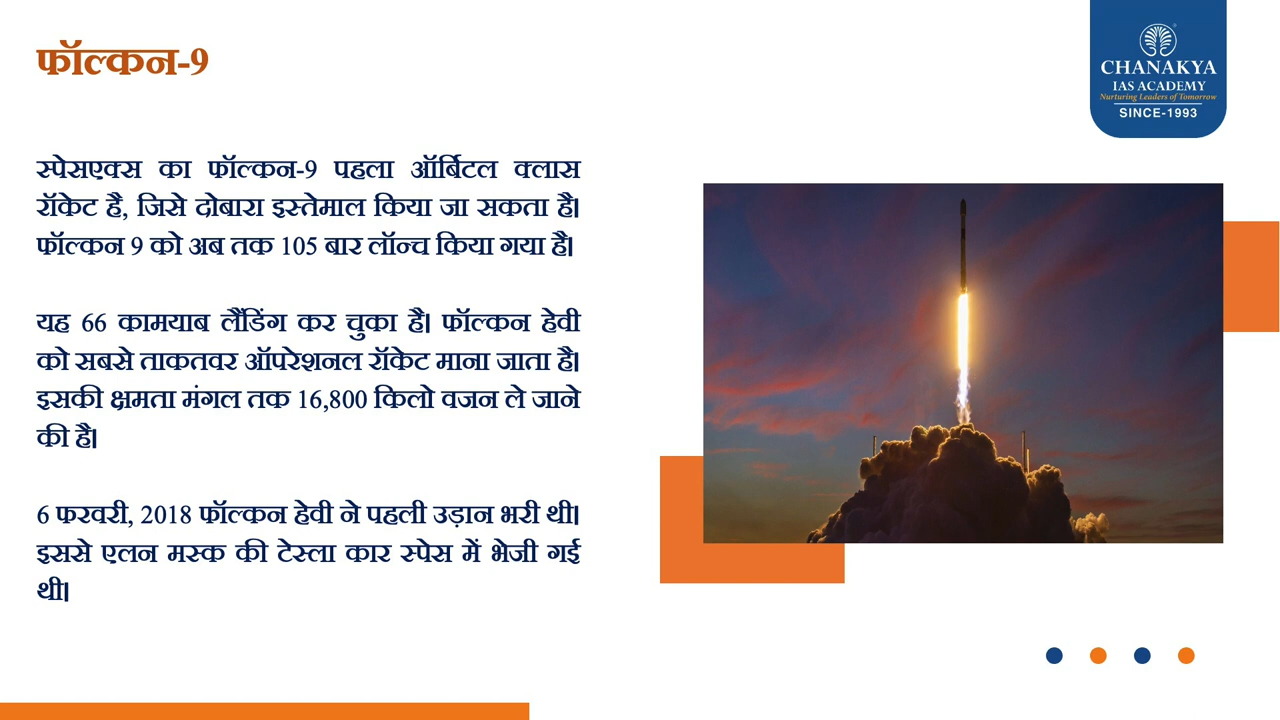 फॉल्कन-9
CHANAKYA
IAS ACADEMY
Nurturing Leaders of Tomorrow
SINCE-1993
स्पेसएक्स का फॉल्कन-9 पहला ऑर्बिटल क्लास
रॉकेट है, जिसे दोबारा इस्तेमाल किया जा सकता है।
फॉल्कन 9 को अब तक 105 बार लॉन्च किया गया है।
यह 66 कामयाब लैंडिंग कर चुका है। फॉल्कन हेवी
को सबसे ताकतवर ऑपरेशनल रॉकेट माना जाता है।
इसकी क्षमता मंगल तक 16,800 किलो वजन ले जाने
की है।
6 फरवरी, 2018 फॉल्कन हेवी ने पहली उड़ान भरी थी।
इससे एलन मस्क की टेस्ला कार स्पेस में भेजी गई
थी।